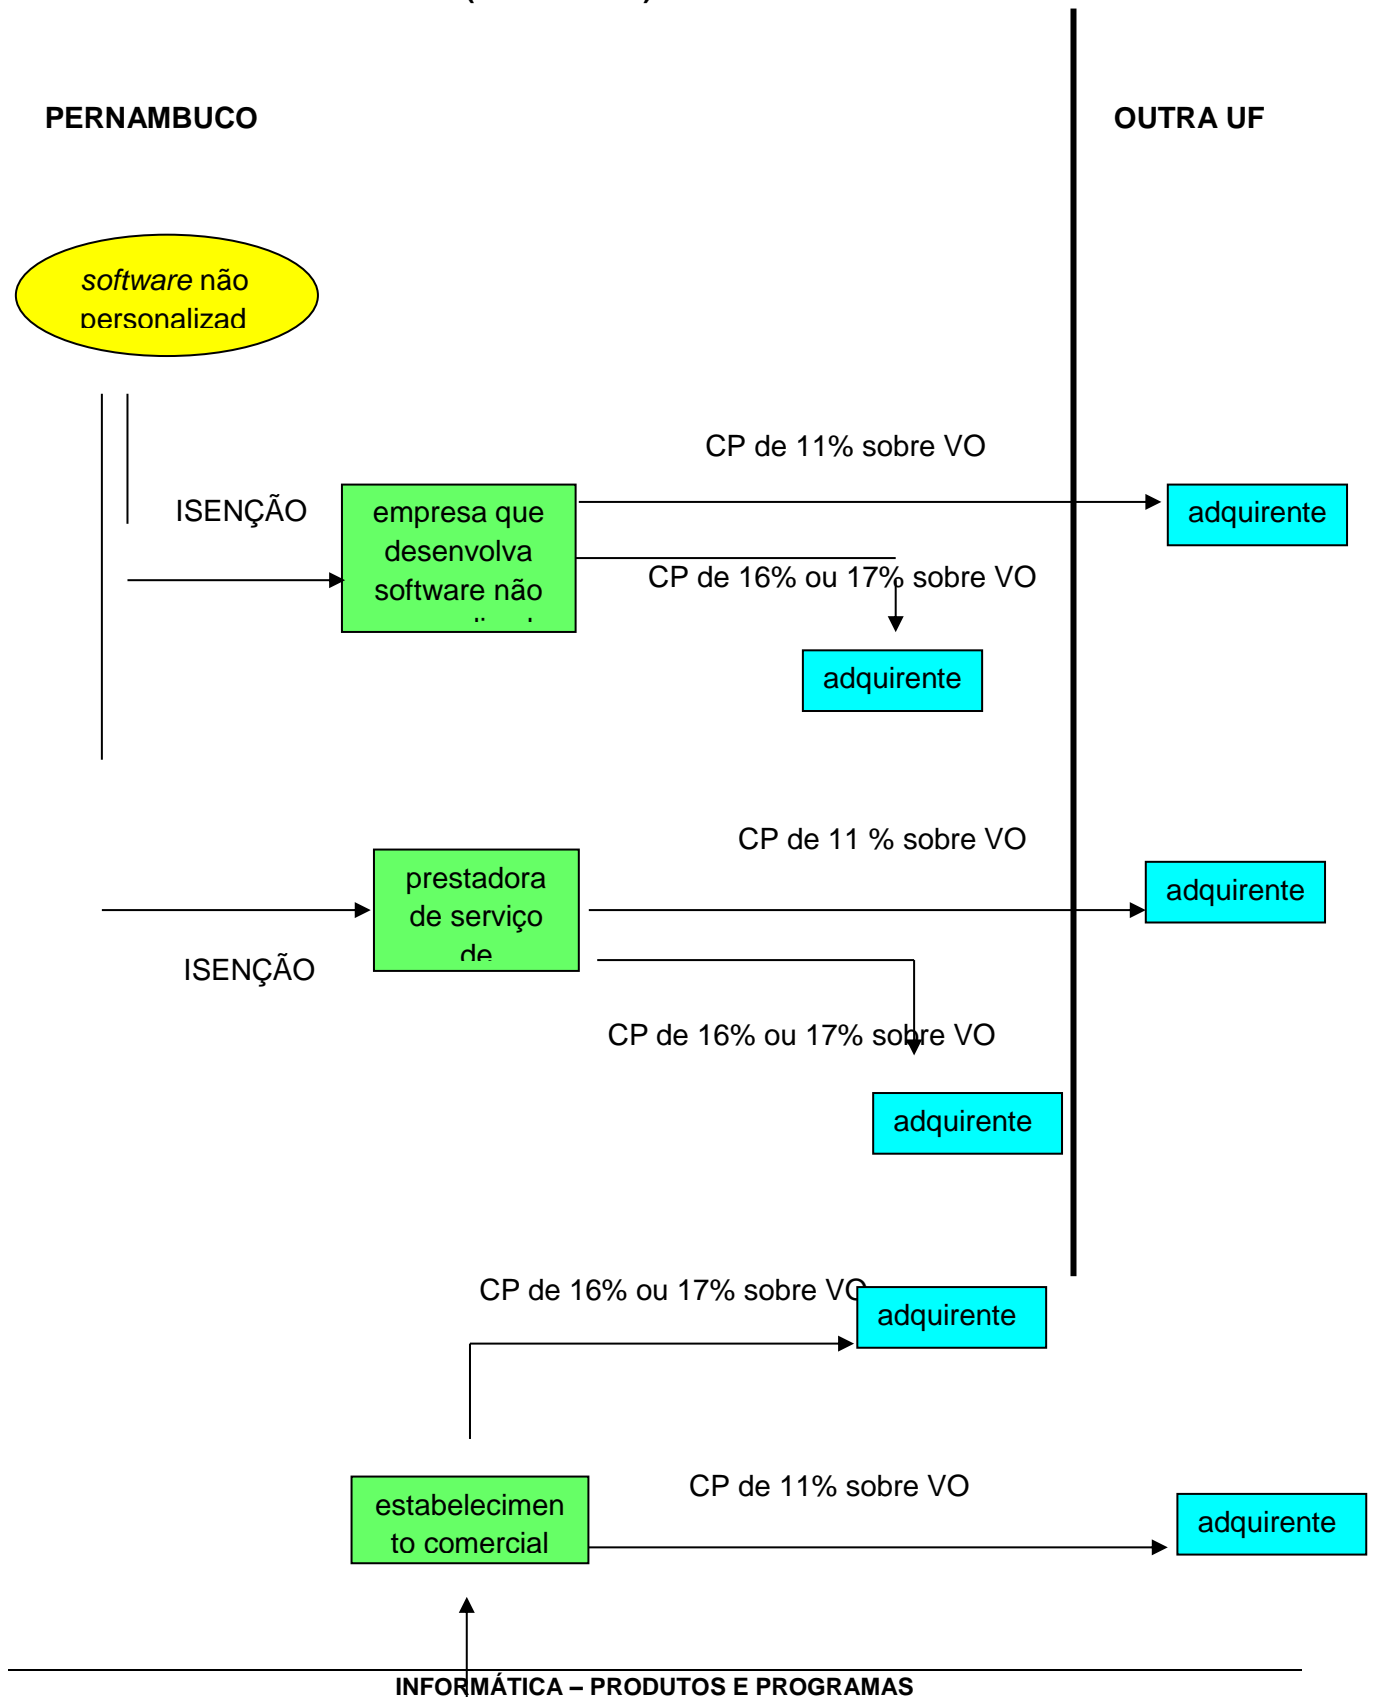 PERNAMBUCO
OUTRA UF
software não
personalizad
CP de 11% sobre VO
ISENÇÃO
empresa que
desenvolva
software não
adquirente
CP de 16% ou 17% sobre VO
adquirente
CP de 11 % sobre VO
prestadora
de serviço
de
adquirente
ISENÇÃO
CP de 16% ou 17% sobre VO
adquirente
CP de 16% ou 17% sobre VO
adquirente
estabelecimen
to comercial
CP de 11% sobre VO
adquirente
INFORMÁTICA – PRODUTOS E PROGRAMAS